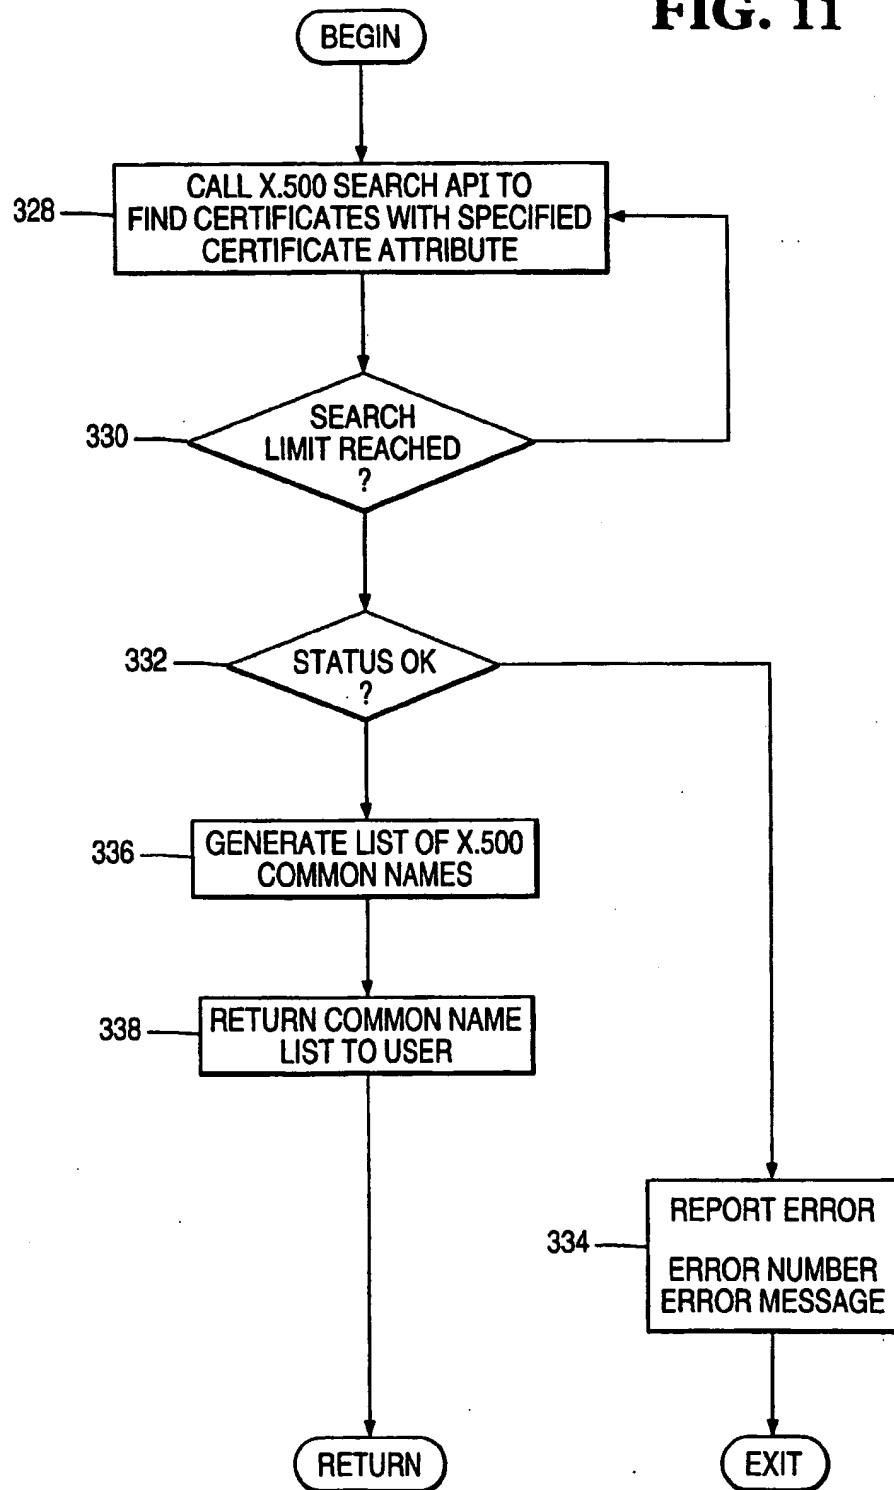 FIG. 11
BEGIN
328
CALL X.500 SEARCH API TO
FIND CERTIFICATES WITH SPECIFIED
CERTIFICATE ATTRIBUTE
330
SEARCH
LIMIT REACHED
?
332
STATUS OK
?
336
GENERATE LIST OF X.500
COMMON NAMES
338
RETURN COMMON NAME
LIST TO USER
334
REPORT ERROR
ERROR NUMBER
ERROR MESSAGE
RETURN
EXIT